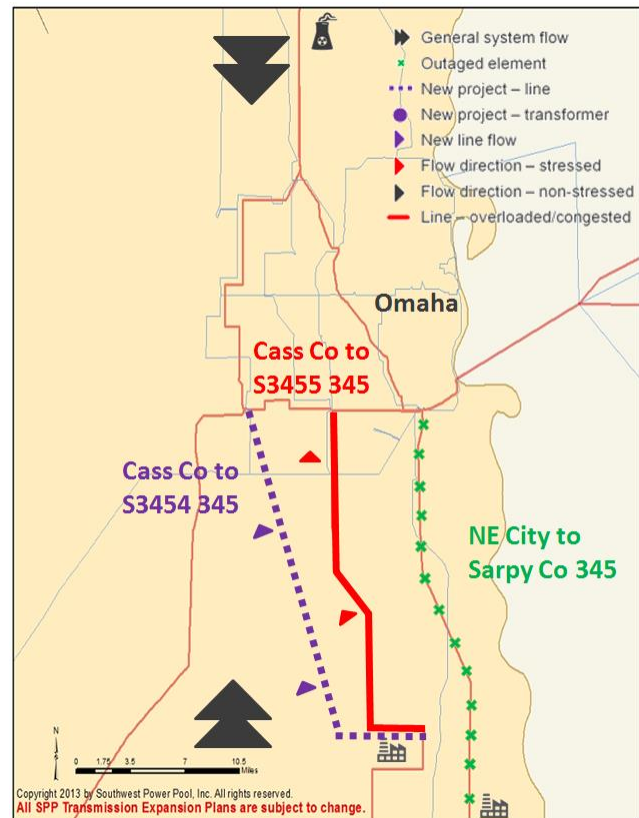 General system flow
Outaged element
New project – line
New project – transformer
New line flow
Flow direction – stressed
Flow direction – non-stressed
Line – overloaded/congested
Omaha
Cass Co to
S3455 345
Cass Co to
S3454 345
NE City to
Sarpy Co 345
N
0 1.75 3.5 7 10.5
Miles
Copyright 2013 by Southwest Power Pool, Inc. All rights reserved.
All SPP Transmission Expansion Plans are subject to change.